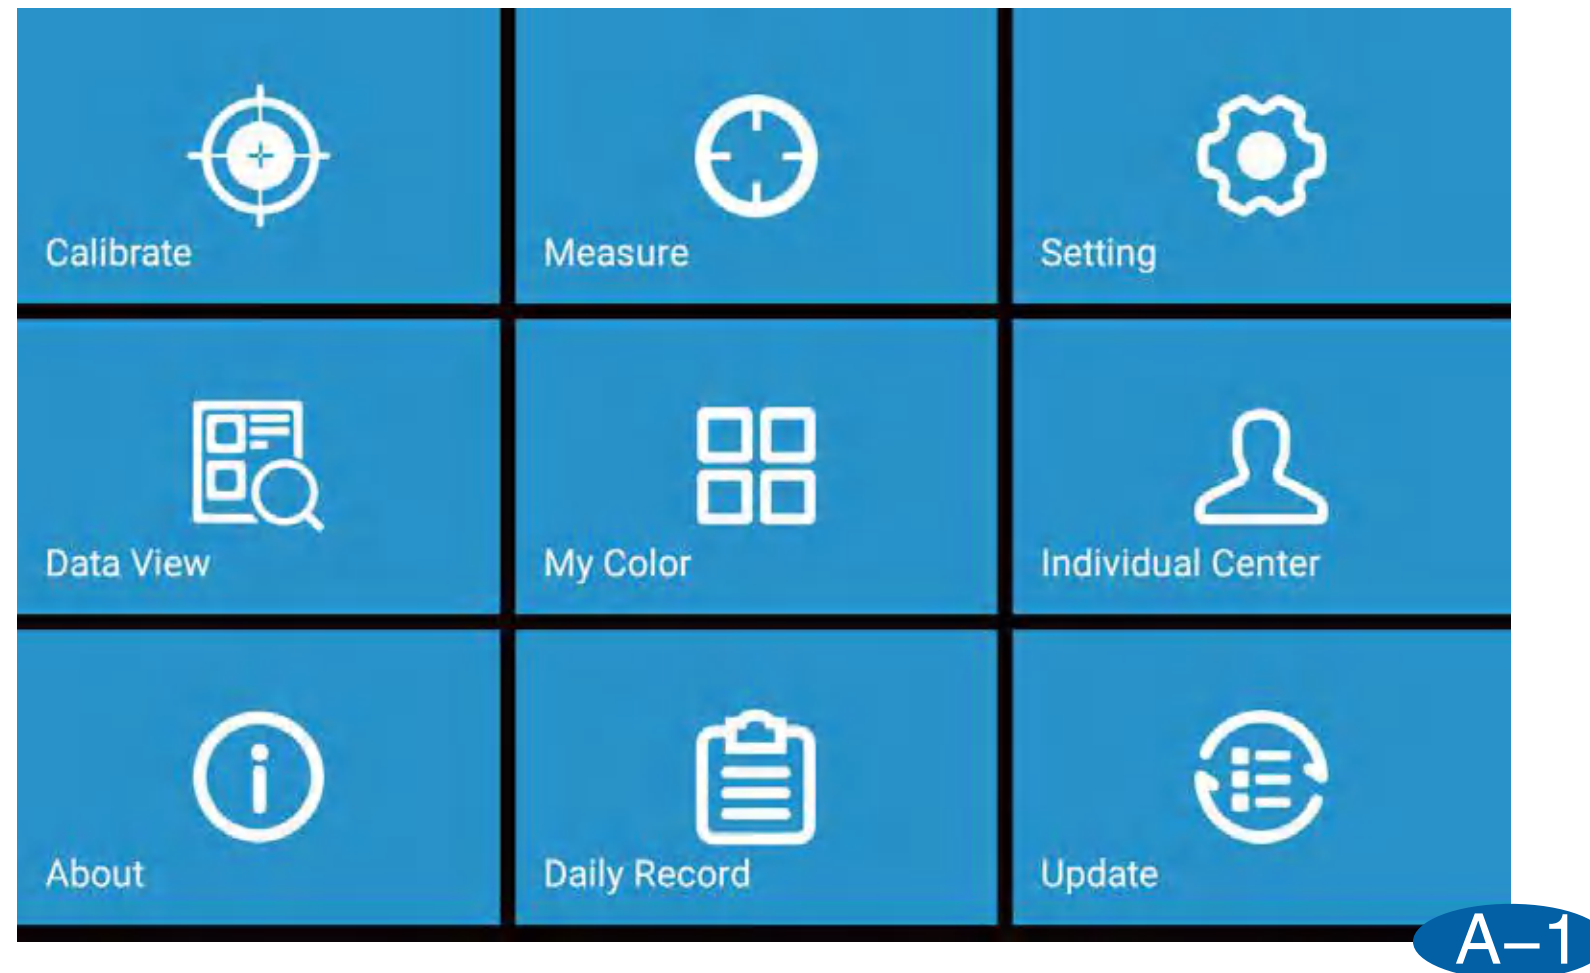 Calibrate
Measure
Setting
Data View
My Color
Individual Center
About
Daily Record
Update
A–1